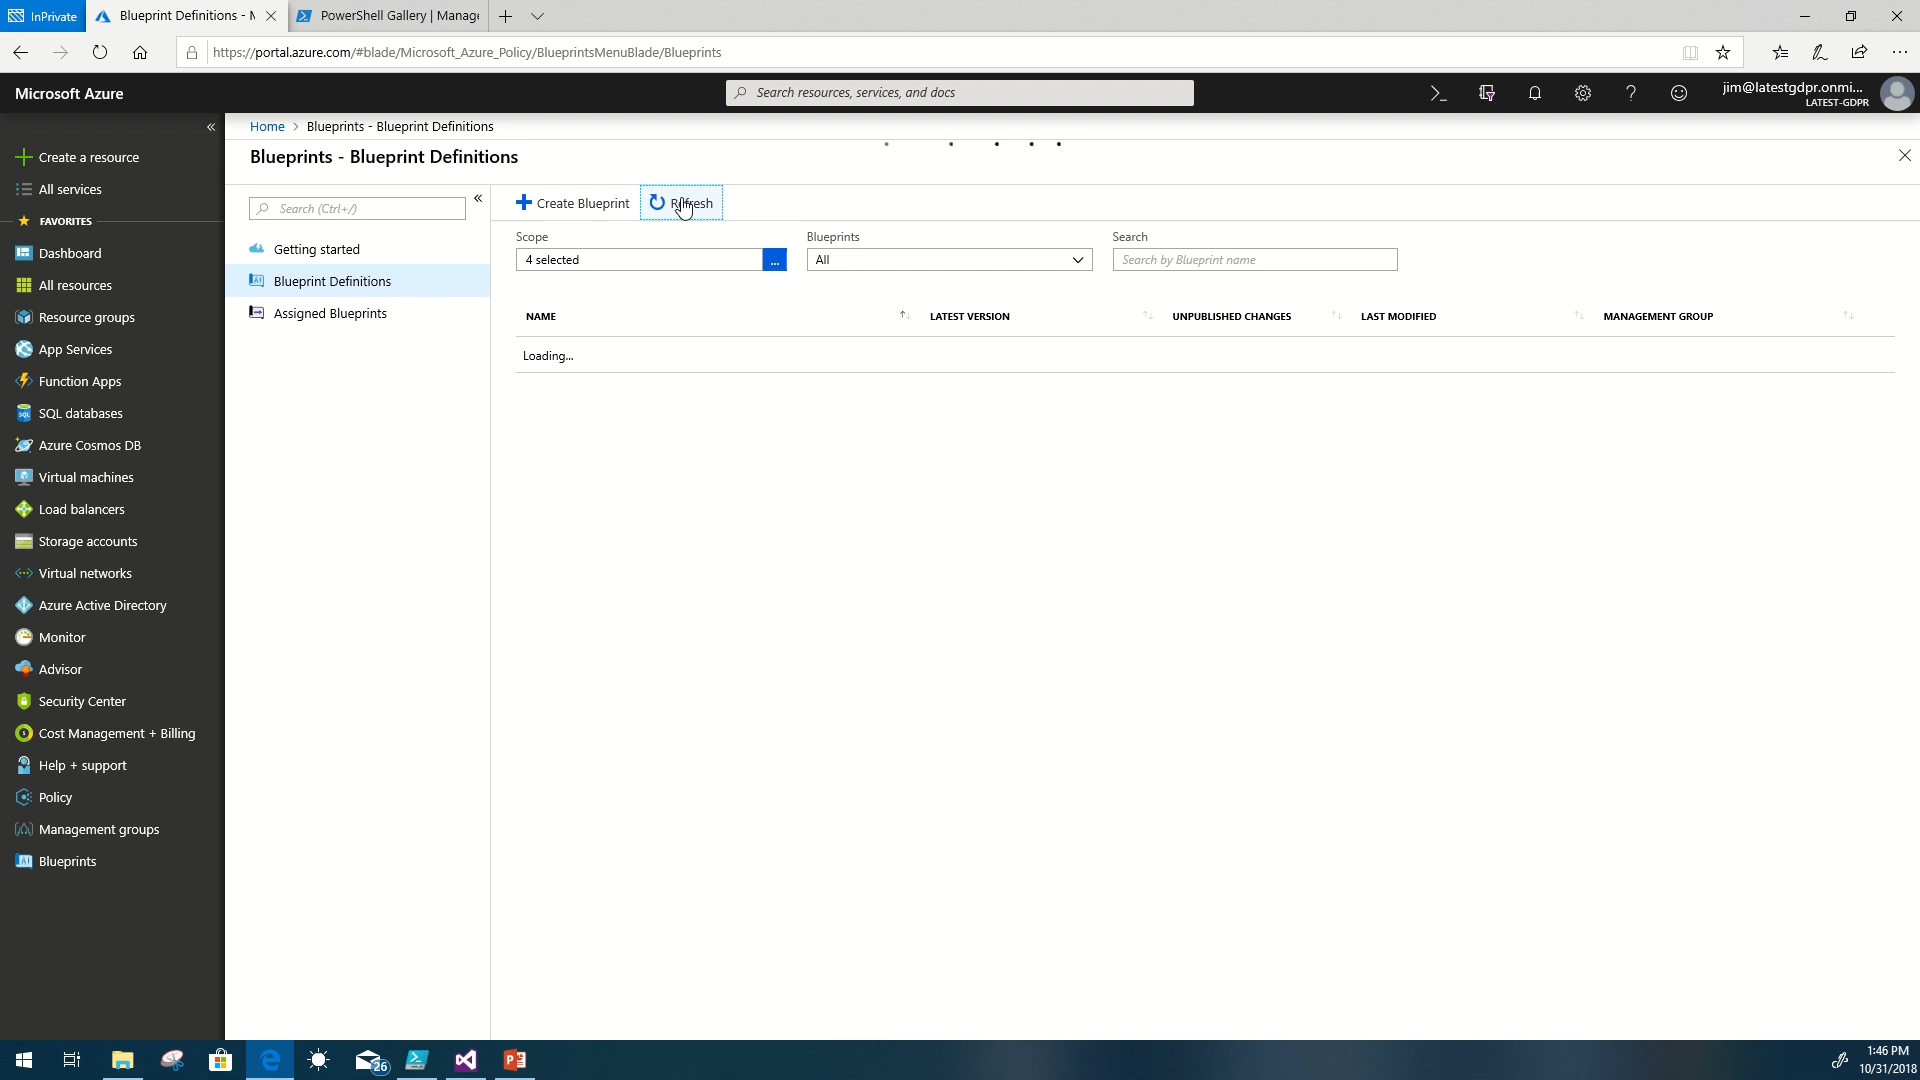 InPrivate
Blueprint Definitions - M
PowerShell Gallery | Manage
https://portal.azure.com/#blade/Microsoft_Azure_Policy/BlueprintsMenuBlade/Blueprints
Microsoft Azure
Search resources, services, and docs
jim@latestgdpr.onmi...
LATEST-GDPR
Home > Blueprints - Blueprint Definitions
Blueprints - Blueprint Definitions
Create a resource
All services
FAVORITES
Dashboard
All resources
Resource groups
App Services
Function Apps
SQL databases
Azure Cosmos DB
Virtual machines
Load balancers
Storage accounts
Virtual networks
Azure Active Directory
Monitor
Advisor
Security Center
Cost Management + Billing
Help + support
Policy
Management groups
Blueprints
Search (Ctrl+/)
Getting started
Blueprint Definitions
Assigned Blueprints
Create Blueprint
Refresh
Scope
Blueprints
Search
4 selected
...
All
Search by Blueprint name
NAME
LATEST VERSION
UNPUBLISHED CHANGES
LAST MODIFIED
MANAGEMENT GROUP
Loading...
26
1:46 PM
10/31/2018